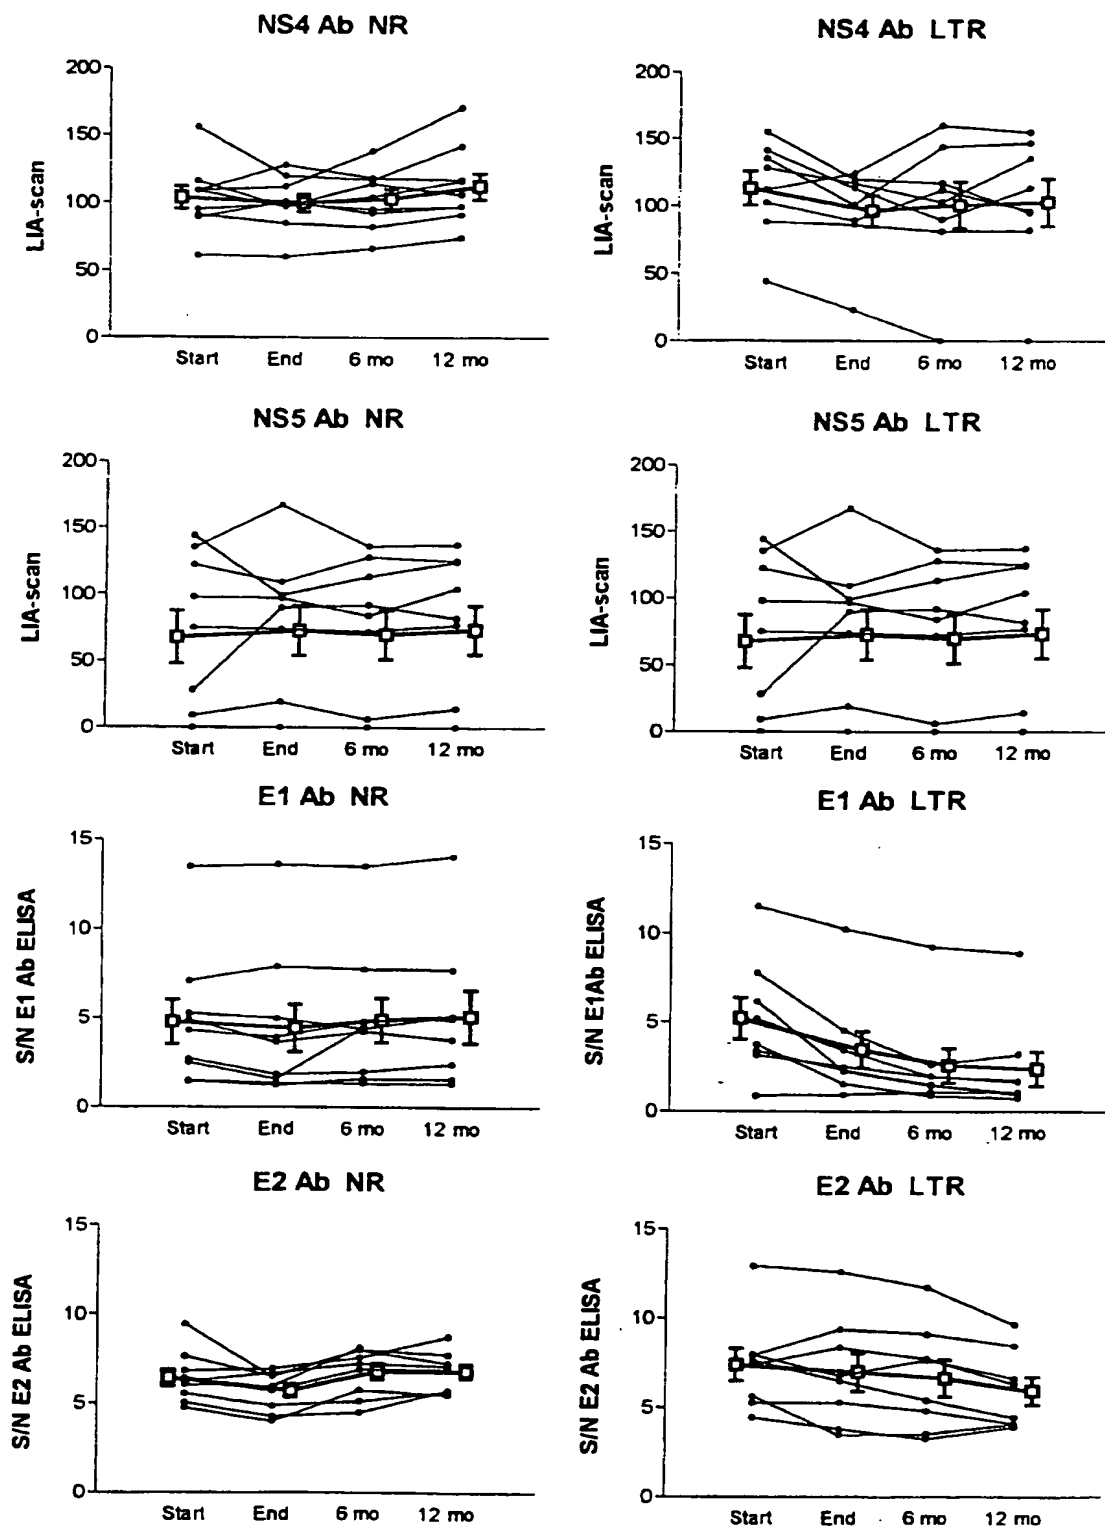 NS4 Ab NR
200
150
100
50
0
LIA-scan
Start End 6 mo 12 mo
NS4 Ab LTR
200
150
100
50
0
LIA-scan
Start End 6 mo 12 mo
NS5 Ab NR
200
150
100
50
0
LIA-scan
Start End 6 mo 12 mo
NS5 Ab LTR
200
150
100
50
0
LIA-scan
Start End 6 mo 12 mo
E1 Ab NR
15
10
5
0
S/N E1 Ab ELISA
Start End 6 mo 12 mo
E1 Ab LTR
15
10
5
0
S/N E1Ab ELISA
Start End 6 mo 12 mo
E2 Ab NR
15
10
5
0
S/N E2 Ab ELISA
Start End 6 mo 12 mo
E2 Ab LTR
15
10
5
0
S/N E2 Ab ELISA
Start End 6 mo 12 mo